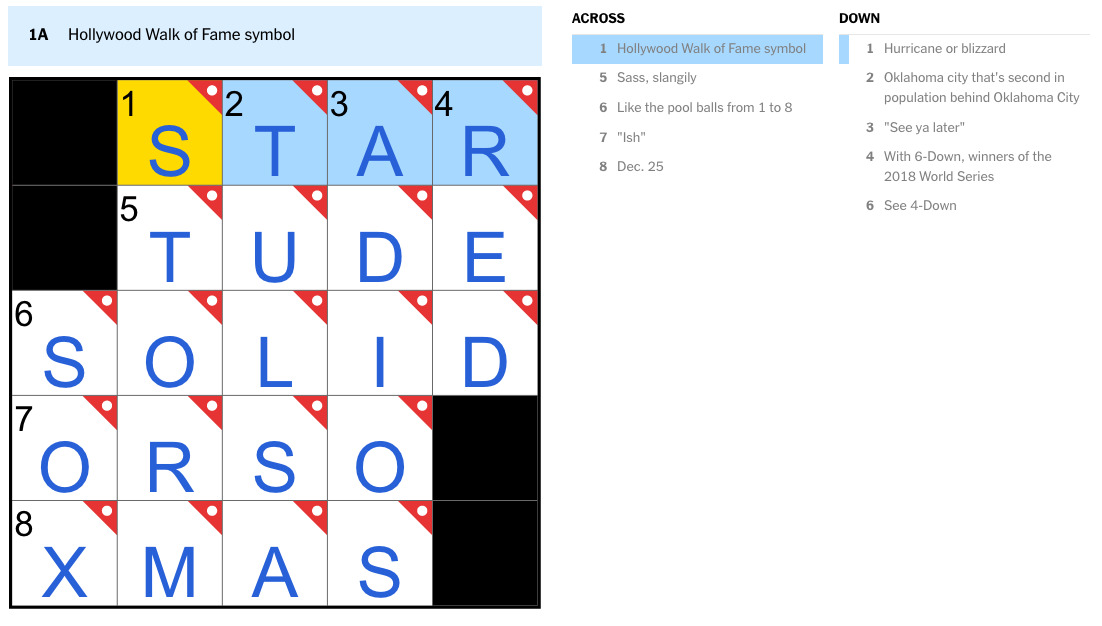 1A Hollywood Walk of Fame symbol
1 S 2 T 3 A 4 R
5 T U D E
6 S O L I D
7 O R S O
8 X M A S
ACROSS
1 Hollywood Walk of Fame symbol
5 Sass, slangily
6 Like the pool balls from 1 to 8
7 "Ish"
8 Dec. 25
DOWN
1 Hurricane or blizzard
2 Oklahoma city that's second in
population behind Oklahoma City
3 "See ya later"
4 With 6-Down, winners of the
2018 World Series
6 See 4-Down